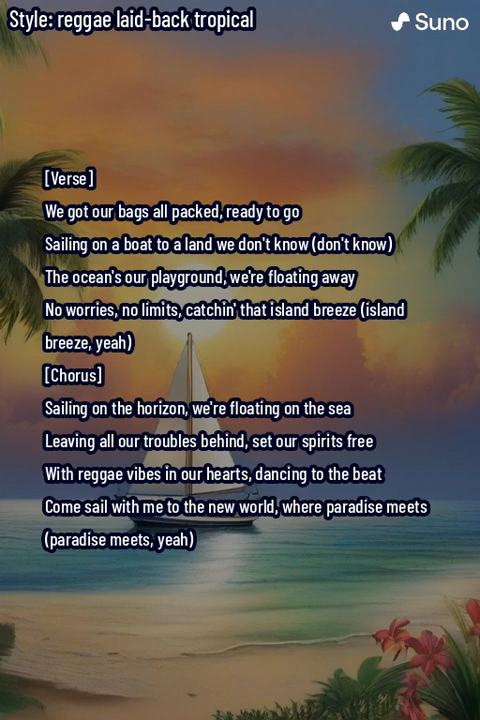 Style: reggae laid-back tropical
Suno
[Verse]
We got our bags all packed, ready to go
Sailing on a boat to a land we don't know (don't know)
The ocean's our playground, we're floating away
No worries, no limits, catchin' that island breeze (island
breeze, yeah)
[Chorus]
Sailing on the horizon, we're floating on the sea
Leaving all our troubles behind, set our spirits free
With reggae vibes in our hearts, dancing to the beat
Come sail with me to the new world, where paradise meets
(paradise meets, yeah)